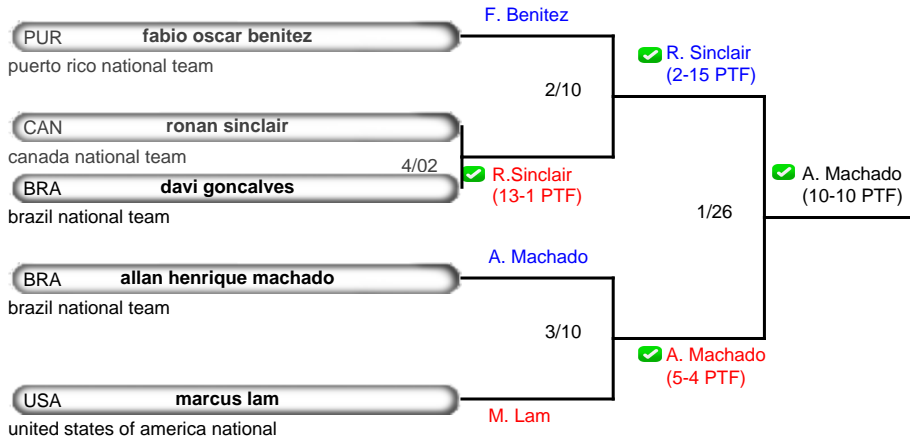 F. Benitez
PUR fabio oscar benitez
puerto rico national team
R. Sinclair
(2-15 PTF)
2/10
CAN ronan sinclair
canada national team
4/02
R.Sinclair
(13-1 PTF)
BRA davi goncalves
brazil national team
A. Machado
(10-10 PTF)
1/26
A. Machado
BRA allan henrique machado
brazil national team
3/10
A. Machado
(5-4 PTF)
USA marcus lam
M. Lam
united states of america national